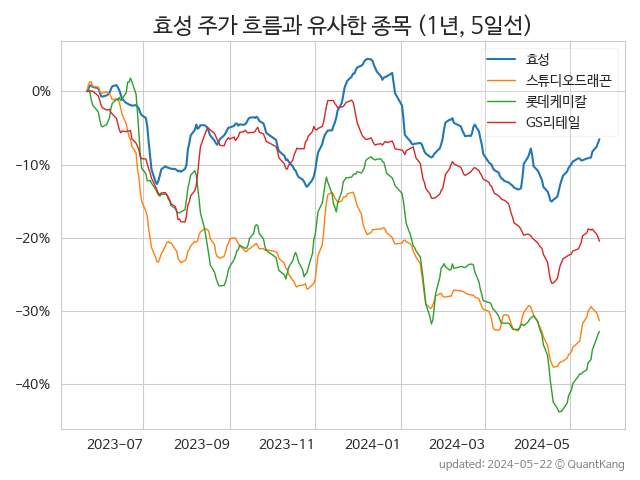 효성 주가 흐름과 유사한 종목 (1년, 5일선)
효성
스튜디오드래곤
롯데케미칼
GS리테일
0%
−10%
−20%
−30%
−40%
2023-07 2023-09 2023-11 2024-01 2024-03 2024-05
updated: 2024-05-22 © QuantKang